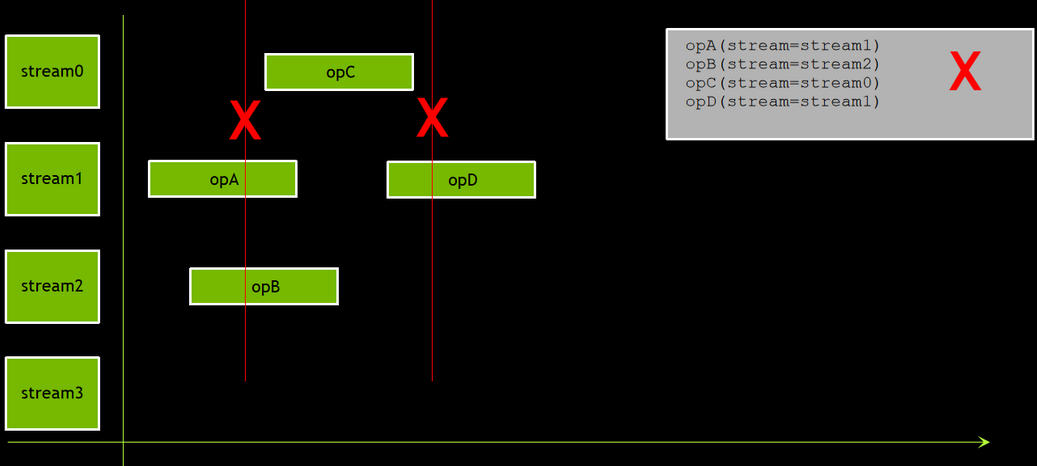 stream0
opC
X
X
stream1
opA
opD
stream2
opB
stream3
opA(stream=stream1)
opB(stream=stream2)
opC(stream=stream0)
opD(stream=stream1)
X